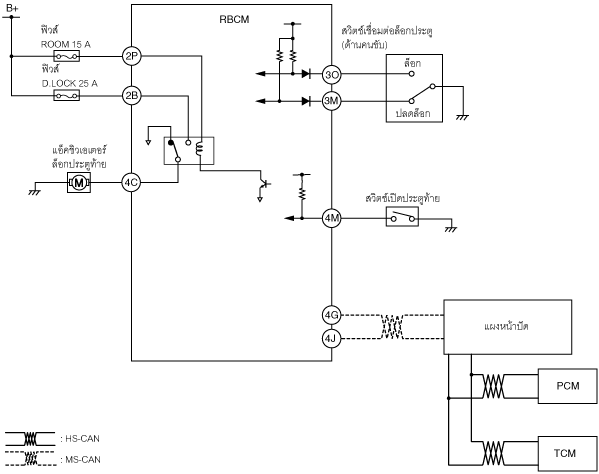 B+
RBCM
ฟิวส์
ROOM 15 A
2P
ฟิวส์
D.LOCK 25 A
2B
แอ็คชิวเอเตอร์
ล็อกประตูท้าย
M
4C
สวิตช์เชื่อมต่อล็อกประตู
(ด้านคนขับ)
3O
ล็อก
3M
ปลดล็อก
สวิตช์เปิดประตูท้าย
4M
4G
4J
แผงหน้าปัด
PCM
TCM
: HS-CAN
: MS-CAN